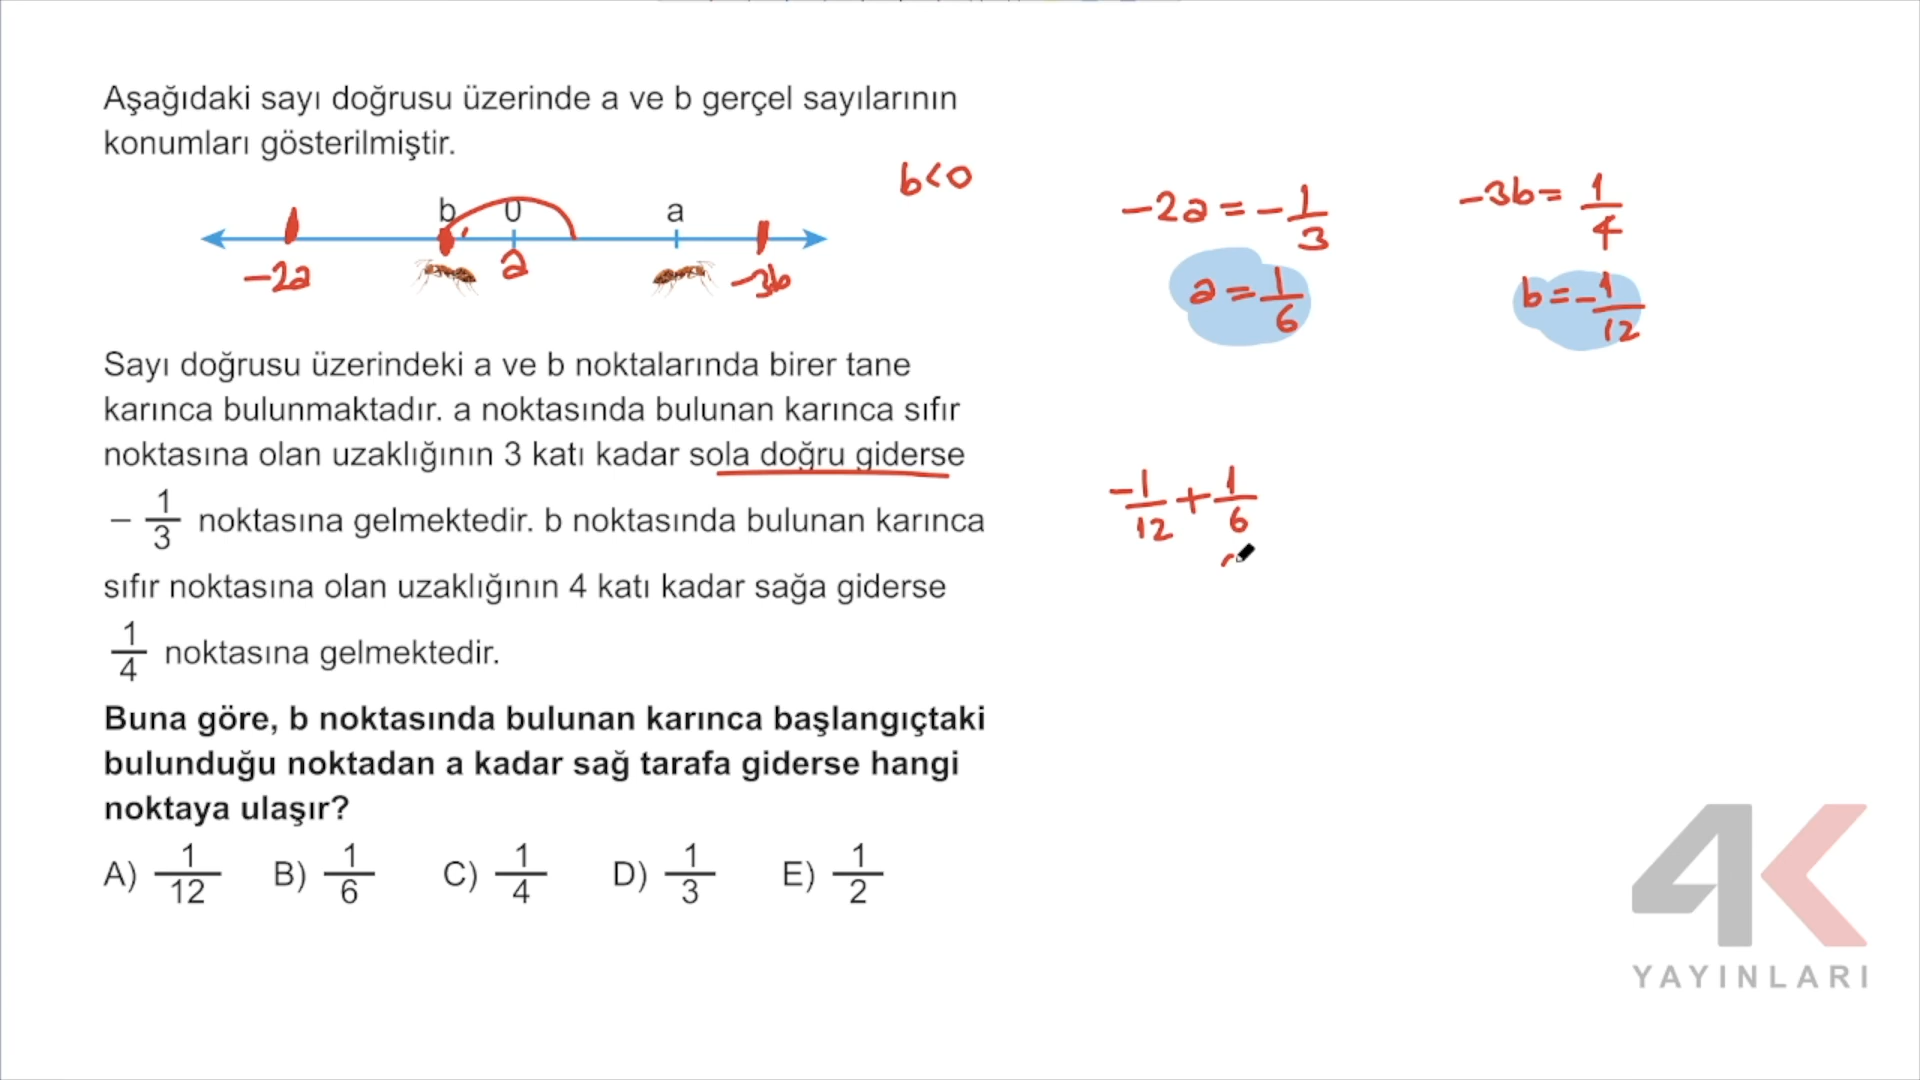 Aşağıdaki sayı doğrusu üzerinde a ve b gerçel sayılarının
konumları gösterilmiştir.
b<0
b 0 a
-2a a -3b
Sayı doğrusu üzerindeki a ve b noktalarında birer tane
karınca bulunmaktadır. a noktasında bulunan karınca sıfır
noktasına olan uzaklığının 3 katı kadar sola doğru giderse
- 1/3 noktasına gelmektedir. b noktasında bulunan karınca
sıfır noktasına olan uzaklığının 4 katı kadar sağa giderse
1/4 noktasına gelmektedir.
Buna göre, b noktasında bulunan karınca başlangıçtaki
bulunduğu noktadan a kadar sağ tarafa giderse hangi
noktaya ulaşır?
A) 1/12 B) 1/6 C) 1/4 D) 1/3 E) 1/2
-2a = -1/3
a = 1/6
-3b = 1/4
b = -1/12
-1/12 + 1/6
4K
YAYINLARI